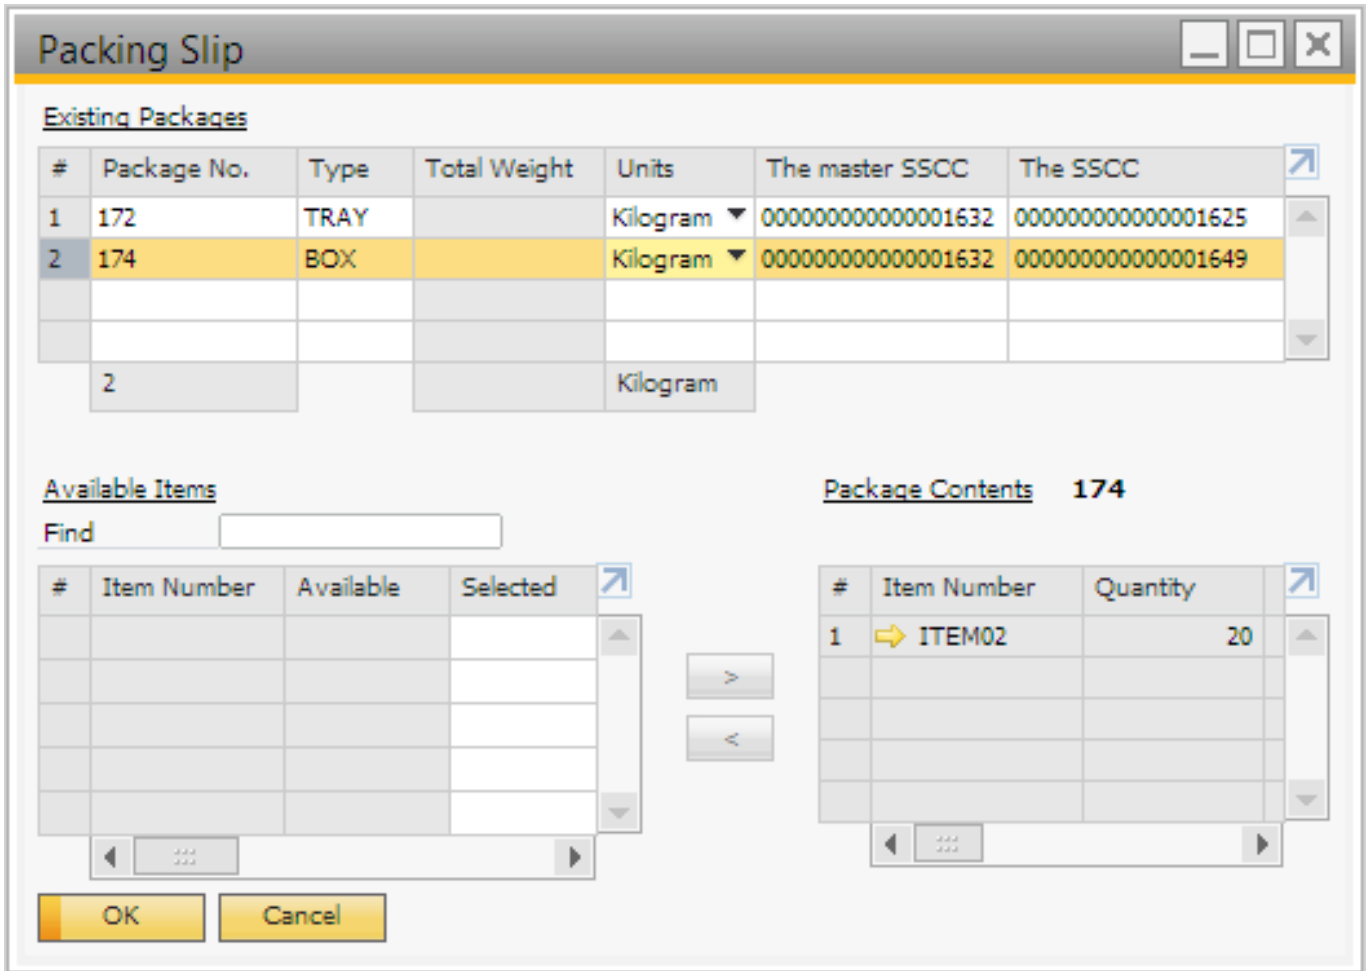 Packing Slip
Existing Packages
# Package No. Type Total Weight Units The master SSCC The SSCC
1 172 TRAY Kilogram 000000000000001632 000000000000001625
2 174 BOX Kilogram 000000000000001632 000000000000001649
2 Kilogram
Available Items
Package Contents 174
Find
# Item Number Available Selected
# Item Number Quantity
1 ITEM02 20
>
<
OK Cancel